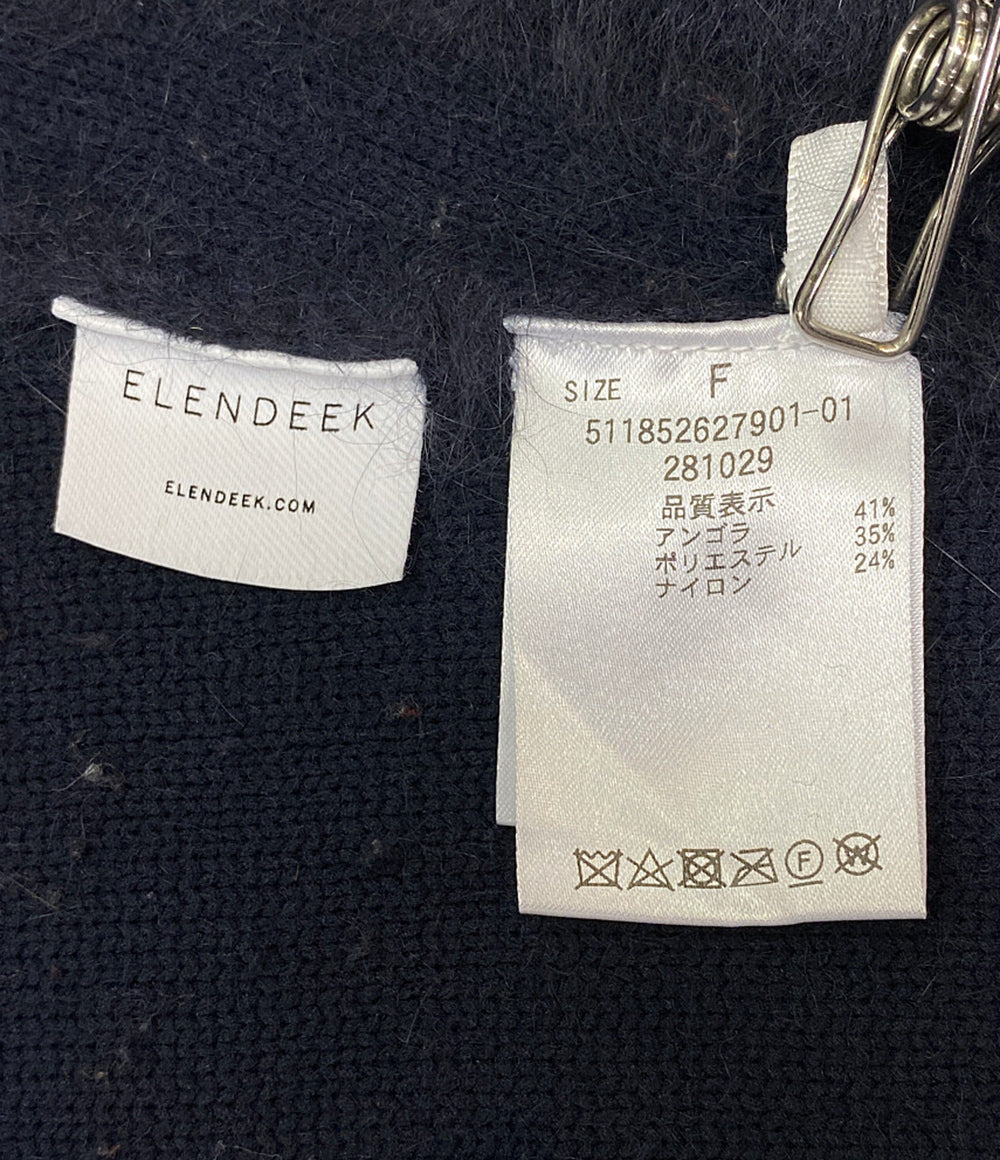 ELENDEEK
ELENDEEK.COM
SIZE F
511852627901-01
281029
品質表示
アンゴラ 41%
ポリエステル 35%
ナイロン 24%
F
W